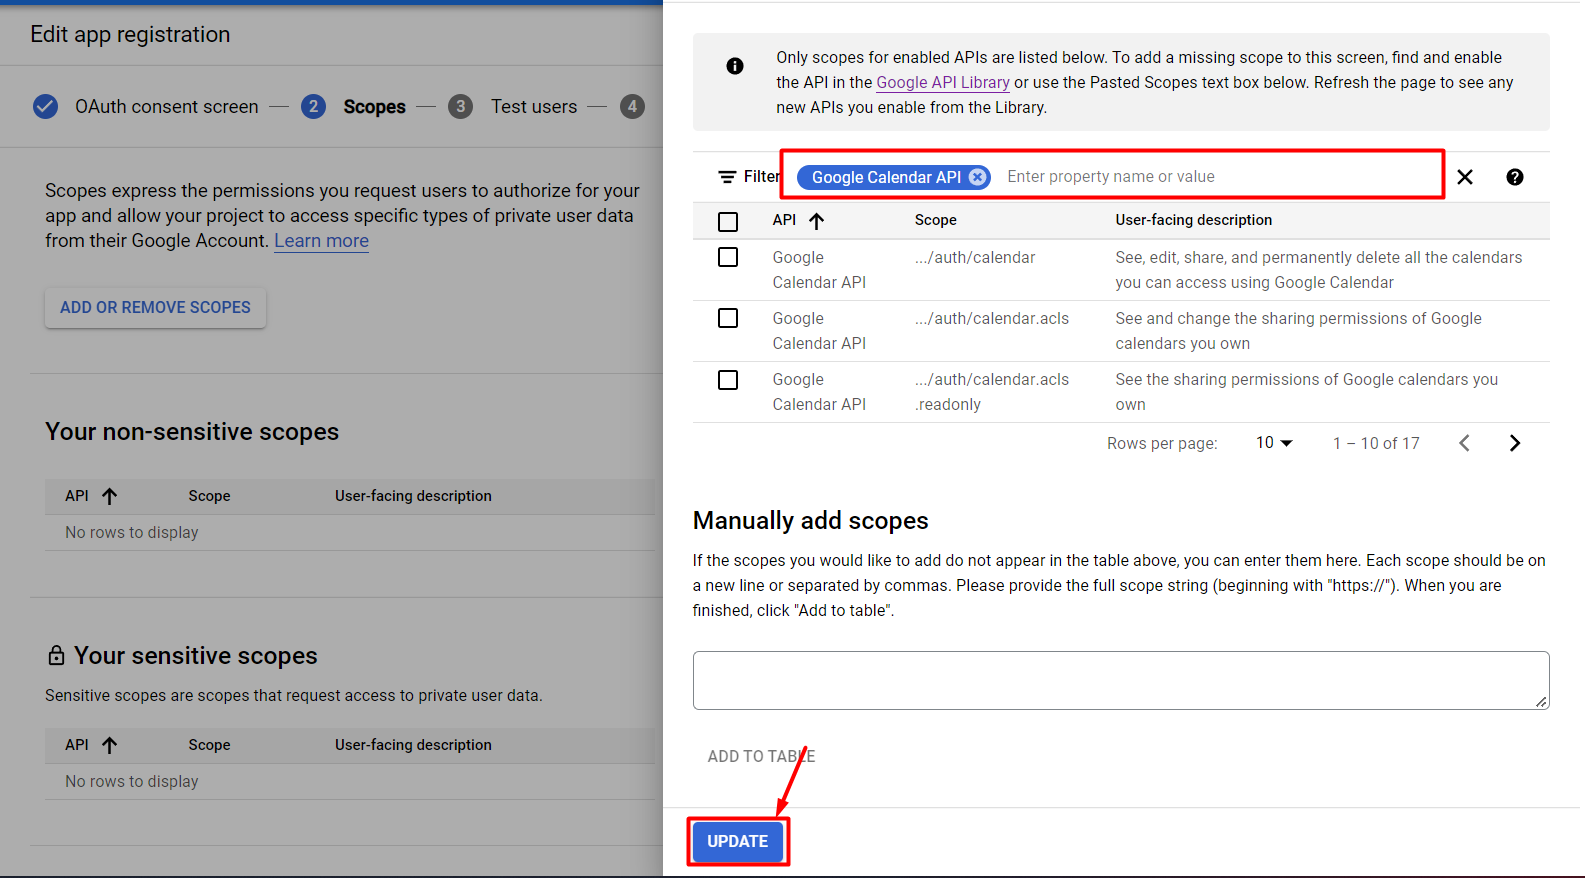 Edit app registration
OAuth consent screen — 2 Scopes — 3 Test users — 4
Scopes express the permissions you request users to authorize for your
app and allow your project to access specific types of private user data
from their Google Account. Learn more
ADD OR REMOVE SCOPES
Your non-sensitive scopes
API Scope User-facing description
No rows to display
Your sensitive scopes
Sensitive scopes are scopes that request access to private user data.
API Scope User-facing description
No rows to display
Only scopes for enabled APIs are listed below. To add a missing scope to this screen, find and enable
the API in the Google API Library or use the Pasted Scopes text box below. Refresh the page to see any
new APIs you enable from the Library.
Filter Google Calendar API Enter property name or value
API Scope User-facing description
Google .../auth/calendar See, edit, share, and permanently delete all the calendars
Calendar API you can access using Google Calendar
Google .../auth/calendar.acls See and change the sharing permissions of Google
Calendar API calendars you own
Google .../auth/calendar.acls See the sharing permissions of Google calendars you
Calendar API .readonly own
Rows per page: 10 1 – 10 of 17
Manually add scopes
If the scopes you would like to add do not appear in the table above, you can enter them here. Each scope should be on
a new line or separated by commas. Please provide the full scope string (beginning with "https://"). When you are
finished, click "Add to table".
ADD TO TABLE
UPDATE